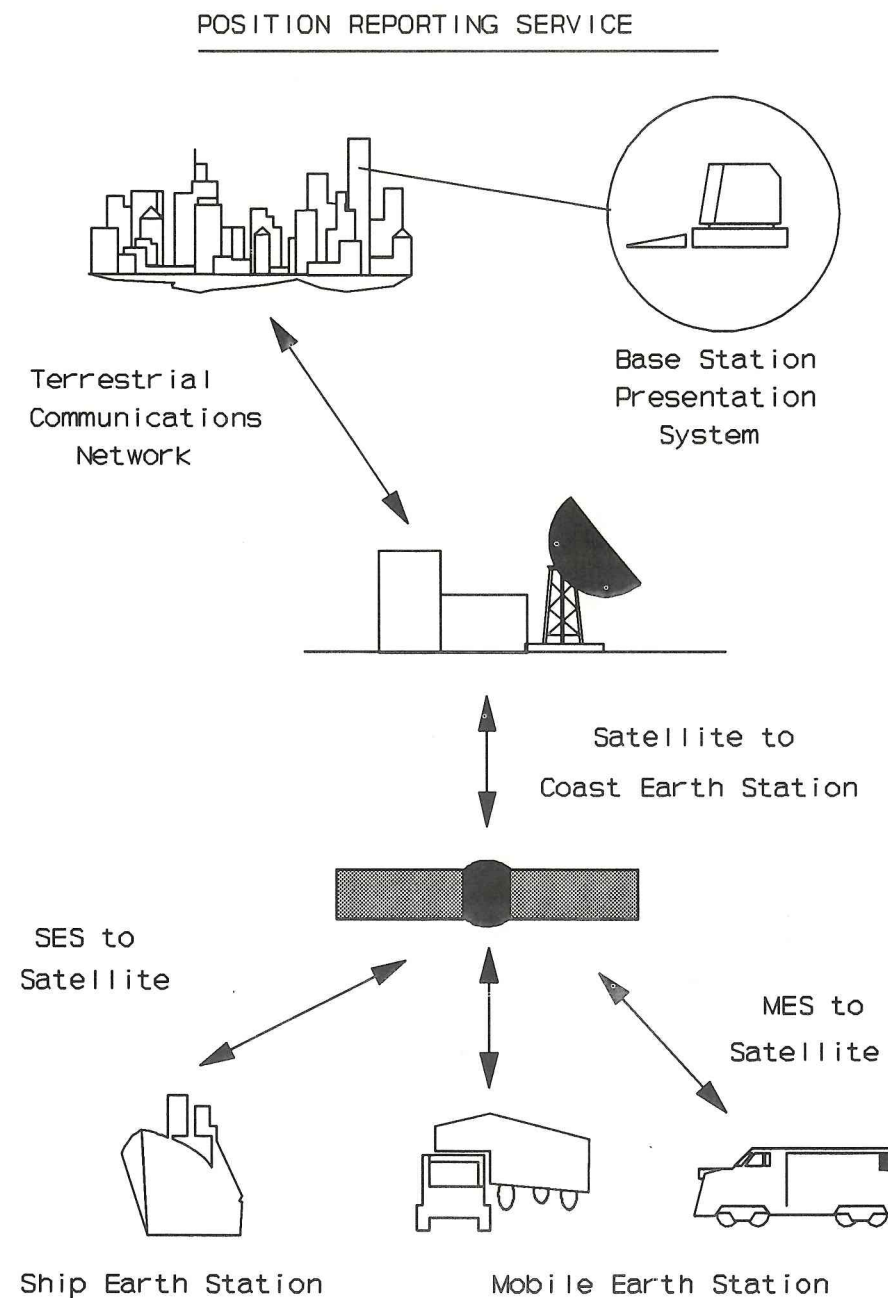 POSITION REPORTING SERVICE
Terrestrial
Communications
Network
Base Station
Presentation
System
Satellite to
Coast Earth Station
SES to
Satellite
MES to
Satellite
Ship Earth Station
Mobile Earth Station